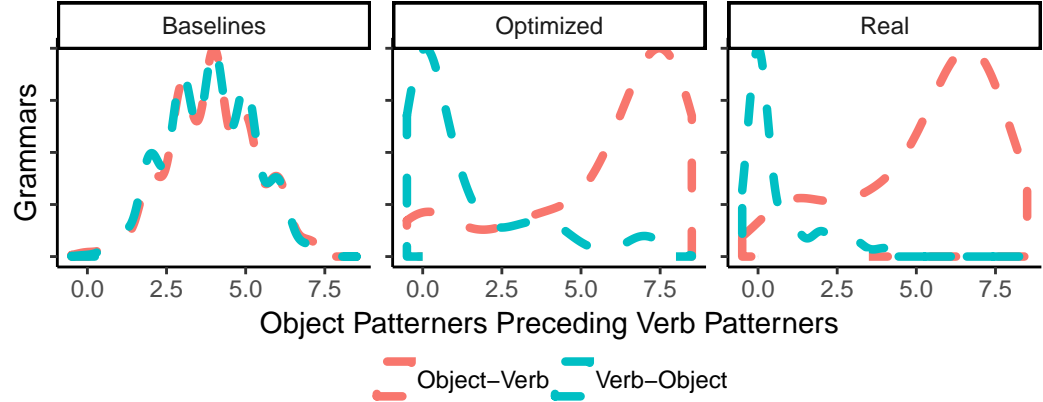 Baselines Optimized Real
Grammars
0.0 2.5 5.0 7.5 0.0 2.5 5.0 7.5 0.0 2.5 5.0 7.5
Object Patterners Preceding Verb Patterners
Object−Verb Verb−Object